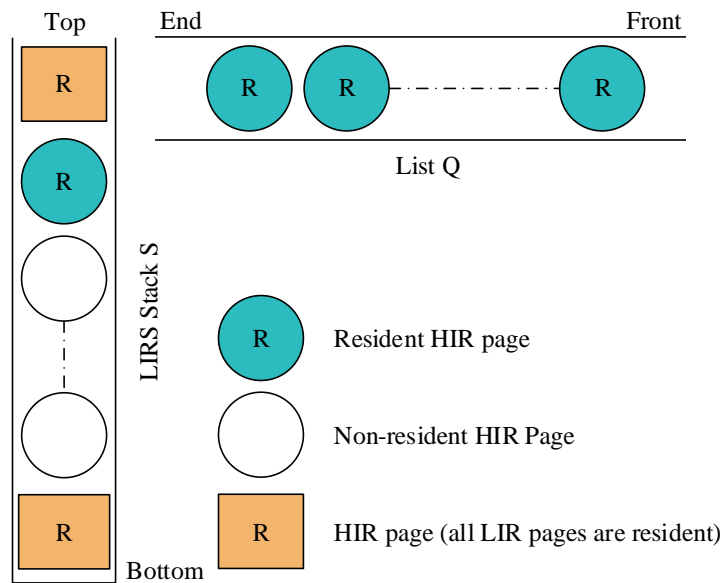 Top
End
Front
R
R
R
R
R
List Q
LIRS Stack S
R
Resident HIR page
Non-resident HIR Page
R
R
HIR page (all LIR pages are resident)
Bottom